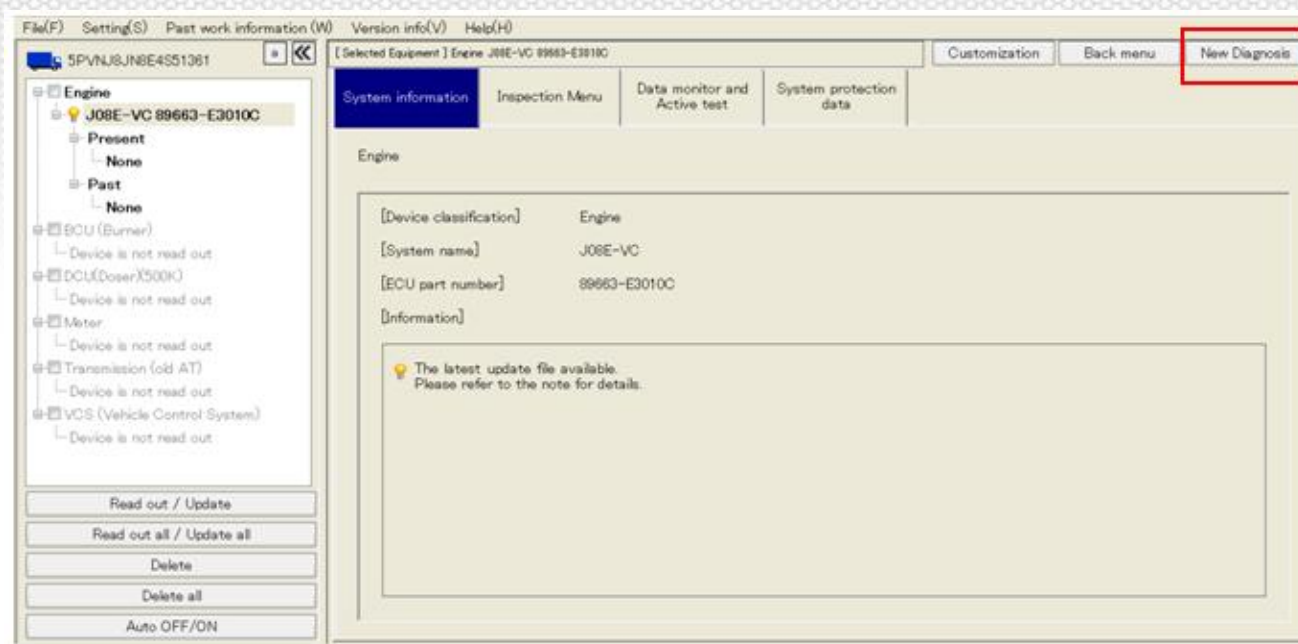 File(F) Setting(S) Past work information (W) Version info(V) Help(H)
5PVNJ8JN8E4S51361
[ Selected Equipment ] Engine J08E-VC 89663-E3010C
Customization
Back menu
New Diagnosis
Engine
J08E-VC 89663-E3010C
Present
None
Past
None
BCU (Burner)
Device is not read out
DCU(Doser)(500K)
Device is not read out
Meter
Device is not read out
Transmission (old AT)
Device is not read out
VCS (Vehicle Control System)
Device is not read out
Read out / Update
Read out all / Update all
Delete
Delete all
Auto OFF/ON
System information
Inspection Menu
Data monitor and
Active test
System protection
data
Engine
[Device classification] Engine
[System name] J08E-VC
[ECU part number] 89663-E3010C
[Information]
The latest update file available.
Please refer to the note for details.